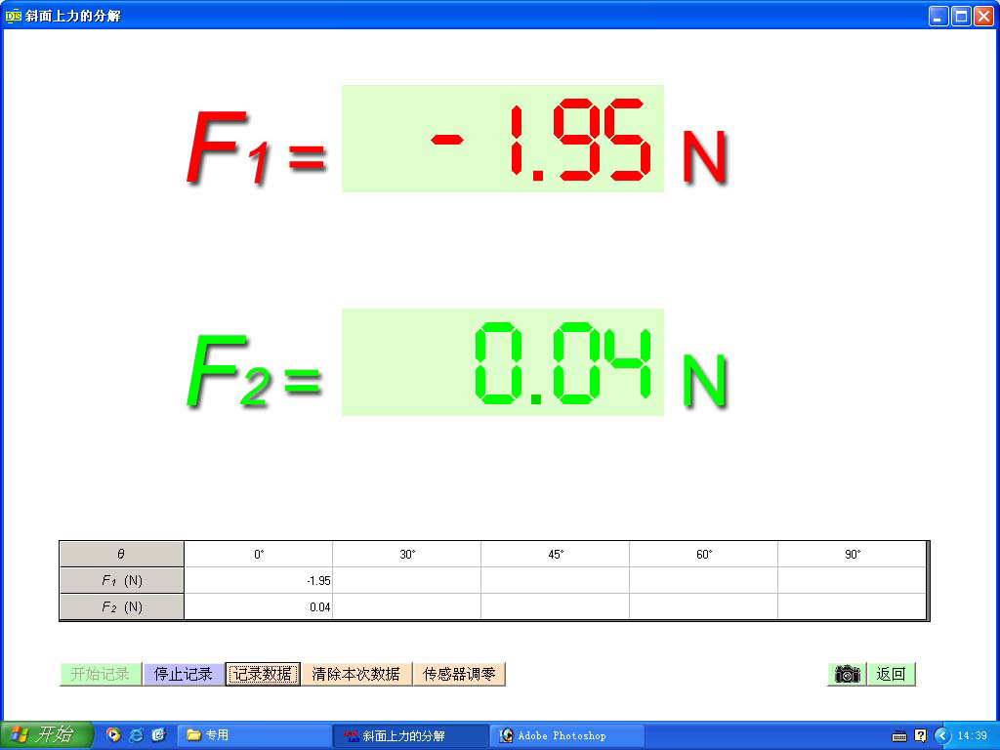 DIS 斜面上力的分解
F1 = -1.95 N
F2 = 0.04 N
θ 0° 30° 45° 60° 90°
F1 (N) -1.95
F2 (N) 0.04
开始记录 停止记录 记录数据 清除本次数据 传感器调零 返回
开始 专用 斜面上力的分解 Adobe Photoshop 14:39